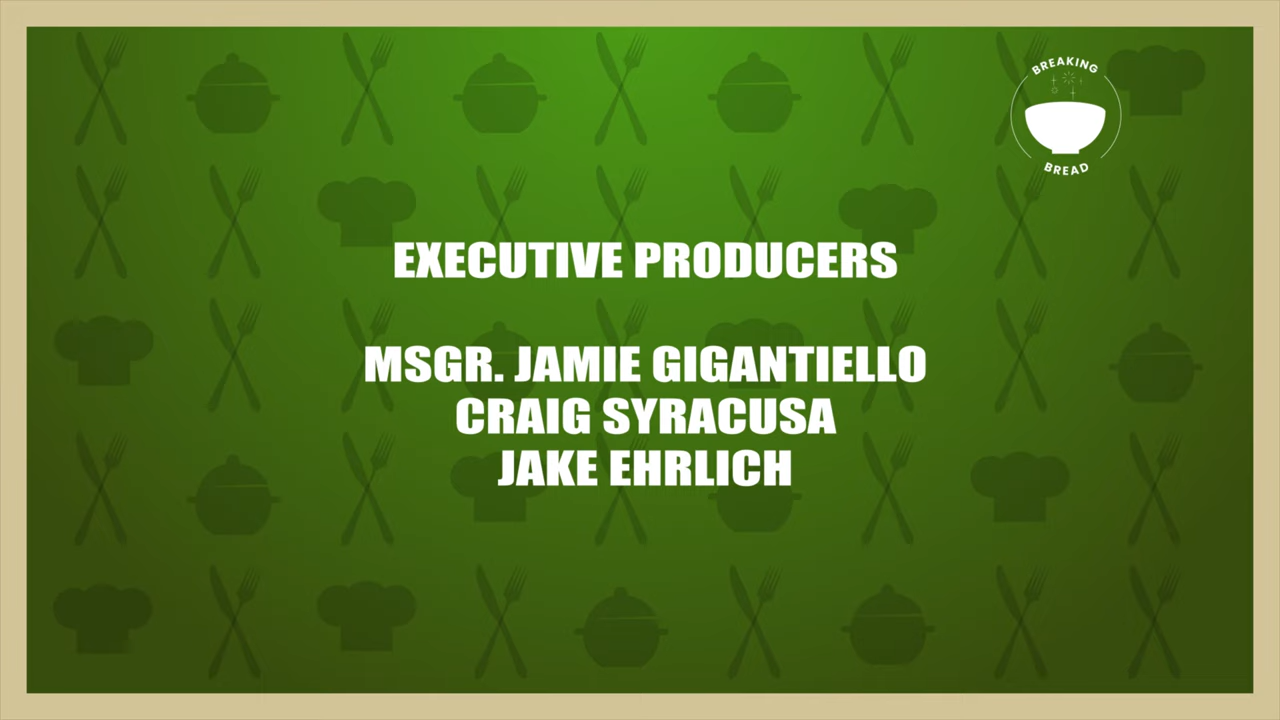 BREAKING
BREAD
EXECUTIVE PRODUCERS
MSGR. JAMIE GIGANTIELLO
CRAIG SYRACUSA
JAKE EHRLICH